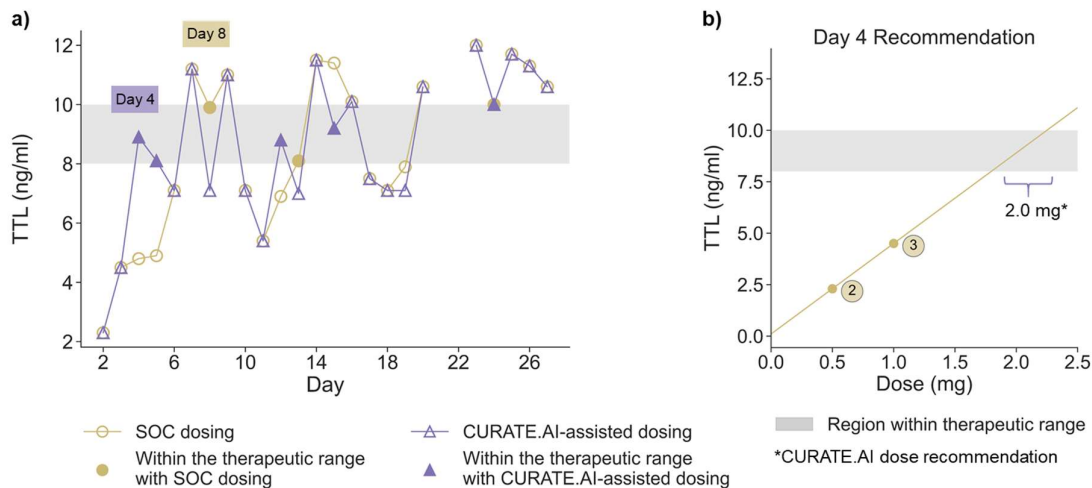 a)
Day 8
Day 4
TTL (ng/ml)
12
10
8
6
4
2
2
6
10
14
18
22
26
Day
SOC dosing
CURATE.AI-assisted dosing
Within the therapeutic range
with SOC dosing
Within the therapeutic range
with CURATE.AI-assisted dosing
b)
Day 4 Recommendation
TTL (ng/ml)
12.5
10.0
7.5
5.0
2.5
0.0
2.0 mg*
3
2
0.0
0.5
1.0
1.5
2.0
2.5
Dose (mg)
Region within therapeutic range
*CURATE.AI dose recommendation